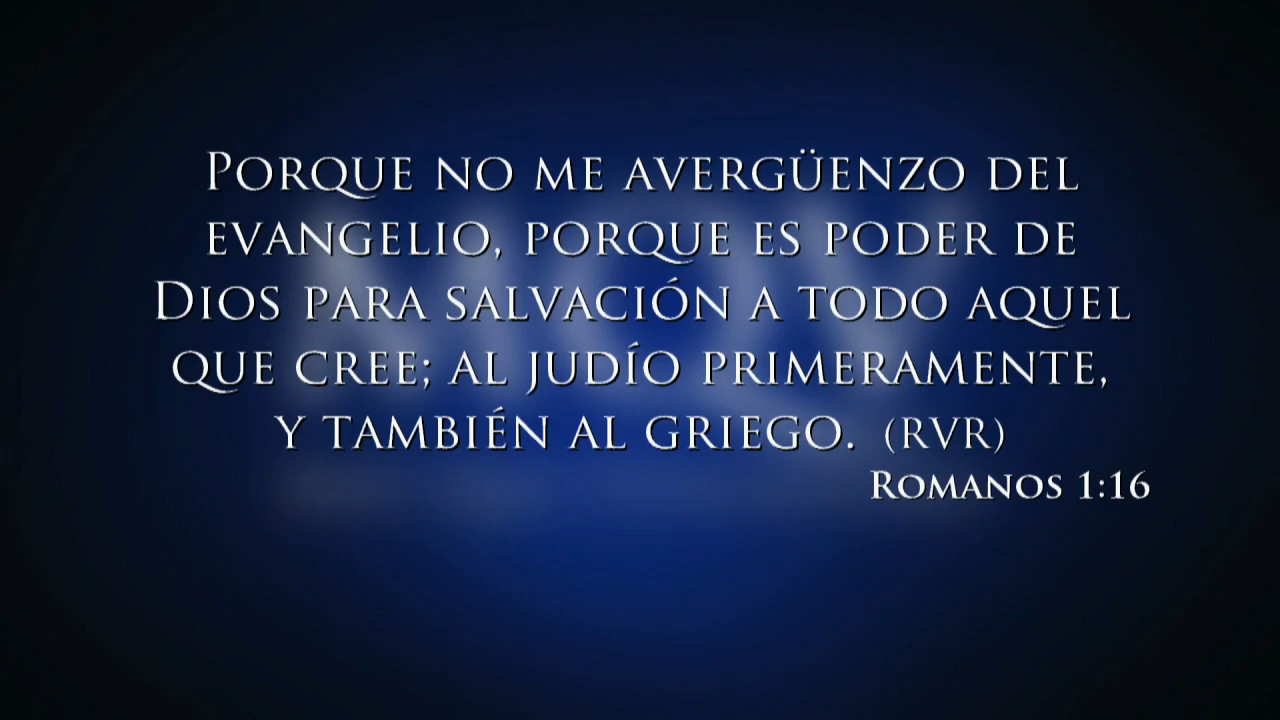 Porque no me avergüenzo del
evangelio, porque es poder de
Dios para salvación a todo aquel
que cree; al judío primeramente,
y también al griego. (RVR)
Romanos 1:16